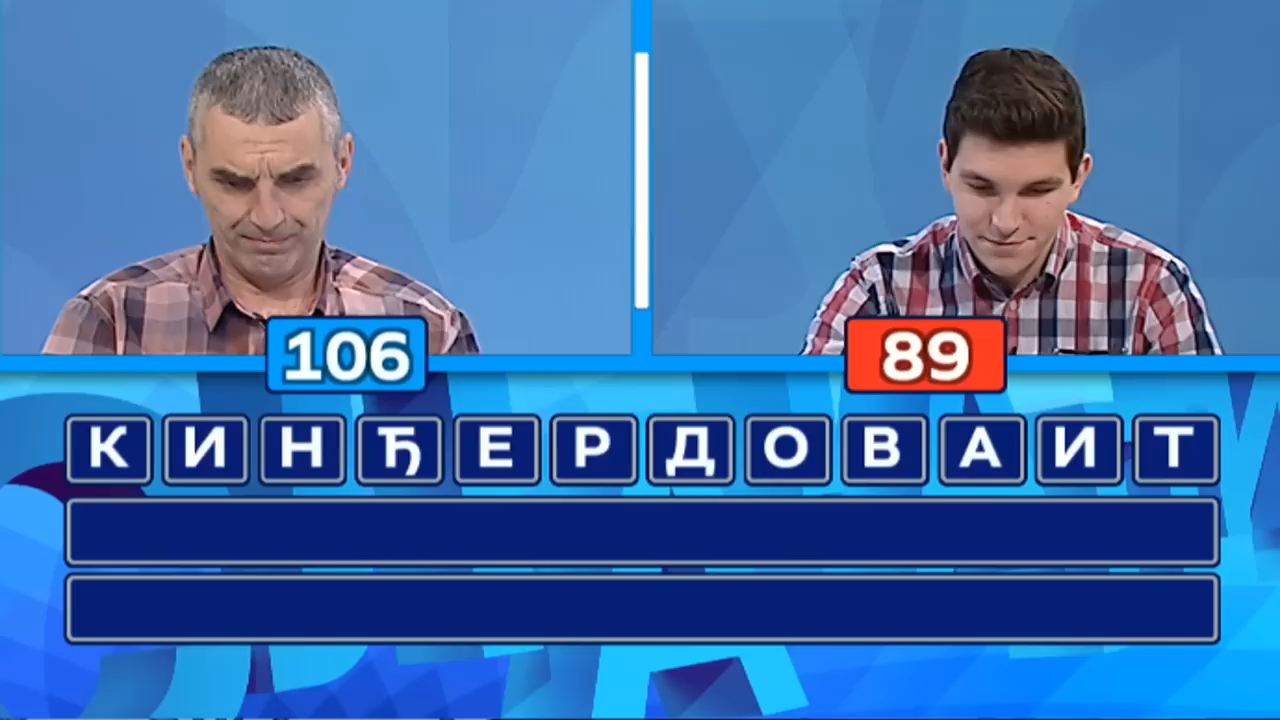 106 89
К И Н Ђ Е Р Д О В А И Т